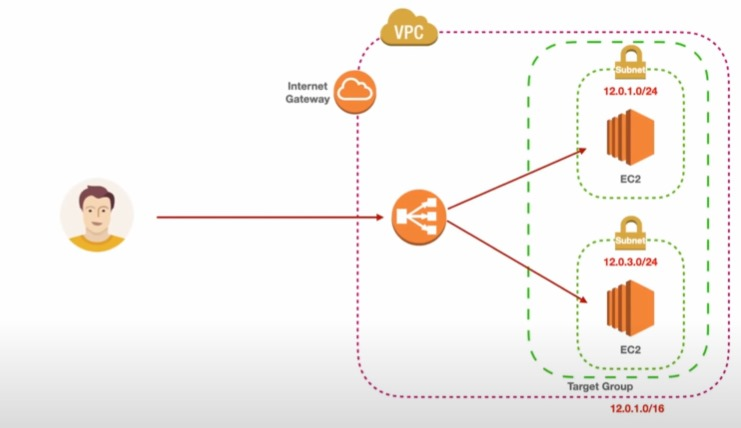 VPC
Internet
Gateway
Subnet
12.0.1.0/24
EC2
Subnet
12.0.3.0/24
EC2
Target Group
12.0.1.0/16